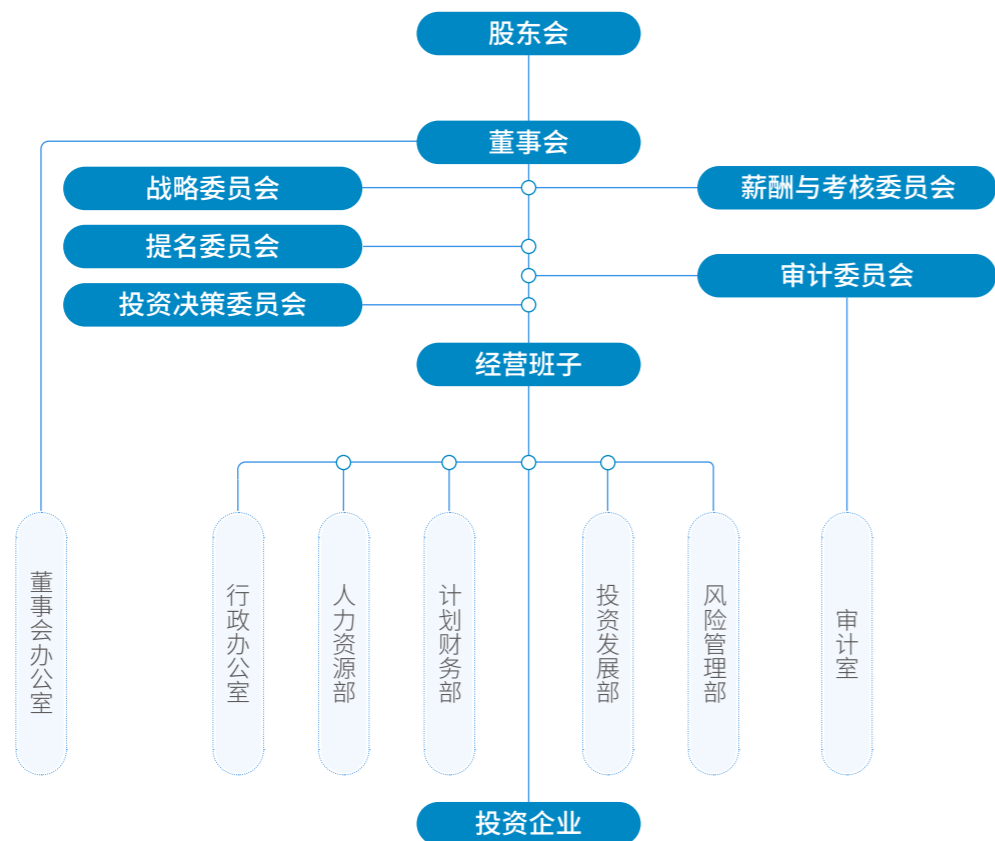 股东会
董事会
战略委员会
薪酬与考核委员会
提名委员会
审计委员会
投资决策委员会
经营班子
董事会办公室
行政办公室
人力资源部
计划财务部
投资发展部
风险管理部
审计室
投资企业